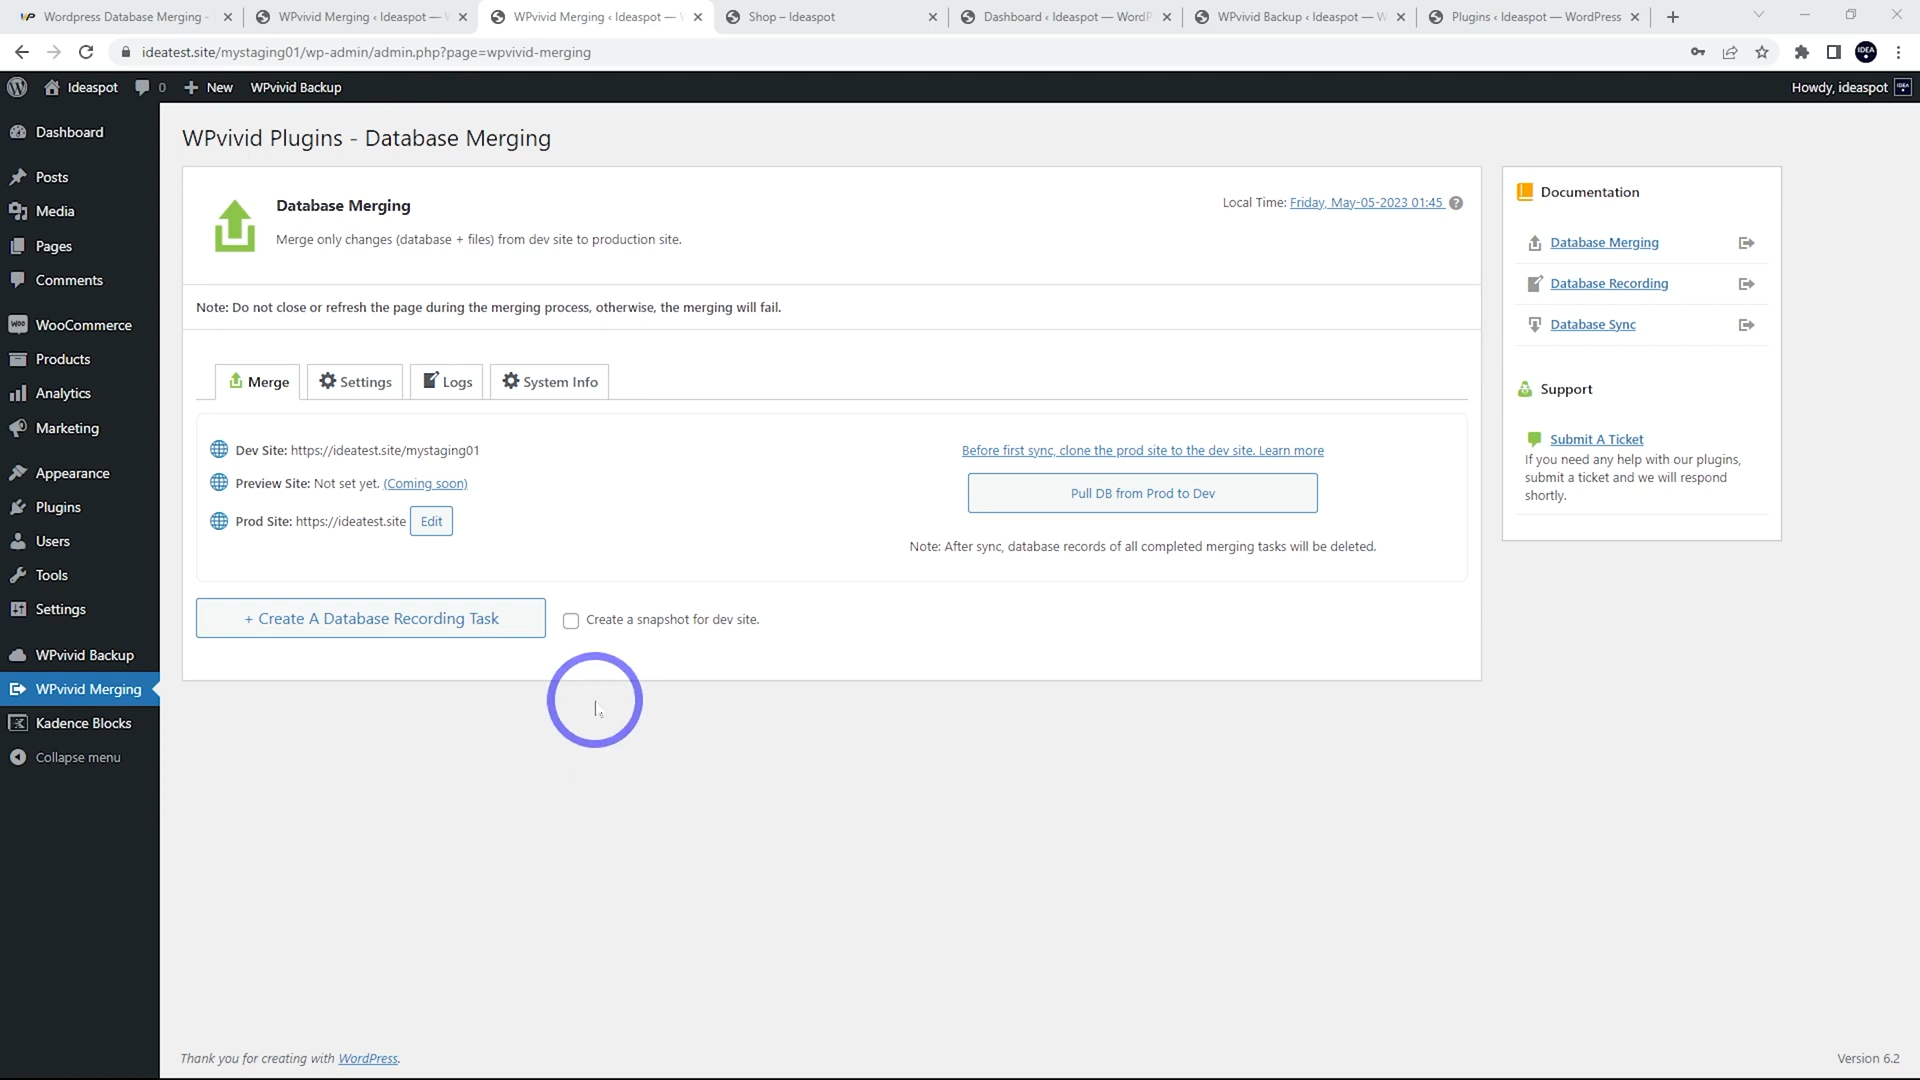 Wordpress Database Merging -
WPvivid Merging ‹ Ideaspot —
WPvivid Merging ‹ Ideaspot —
Shop – Ideaspot
Dashboard ‹ Ideaspot — WordP
WPvivid Backup ‹ Ideaspot — W
Plugins ‹ Ideaspot — WordPress
ideatest.site/mystaging01/wp-admin/admin.php?page=wpvivid-merging
IDEA
Ideaspot
0
New
WPvivid Backup
Howdy, ideaspot
Dashboard
Posts
Media
Pages
Comments
WooCommerce
Products
Analytics
Marketing
Appearance
Plugins
Users
Tools
Settings
WPvivid Backup
WPvivid Merging
Kadence Blocks
Collapse menu
WPvivid Plugins - Database Merging
Database Merging
Merge only changes (database + files) from dev site to production site.
Local Time: Friday, May-05-2023 01:45
Note: Do not close or refresh the page during the merging process, otherwise, the merging will fail.
Merge
Settings
Logs
System Info
Dev Site: https://ideatest.site/mystaging01
Preview Site: Not set yet. (Coming soon)
Prod Site: https://ideatest.site Edit
Before first sync, clone the prod site to the dev site. Learn more
Pull DB from Prod to Dev
Note: After sync, database records of all completed merging tasks will be deleted.
+ Create A Database Recording Task
Create a snapshot for dev site.
Documentation
Database Merging
Database Recording
Database Sync
Support
Submit A Ticket
If you need any help with our plugins,
submit a ticket and we will respond
shortly.
Thank you for creating with WordPress.
Version 6.2